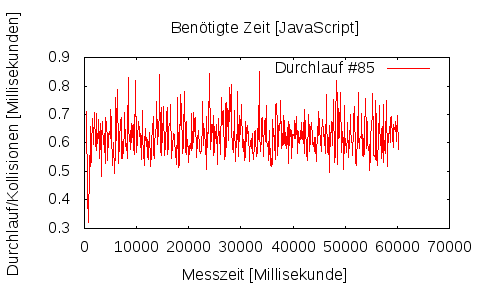 Benötigte Zeit [JavaScript]
Durchlauf #85
Durchlauf/Kollisionen [Millisekunden]
0.9
0.8
0.7
0.6
0.5
0.4
0.3
0 10000 20000 30000 40000 50000 60000 70000
Messzeit [Millisekunde]